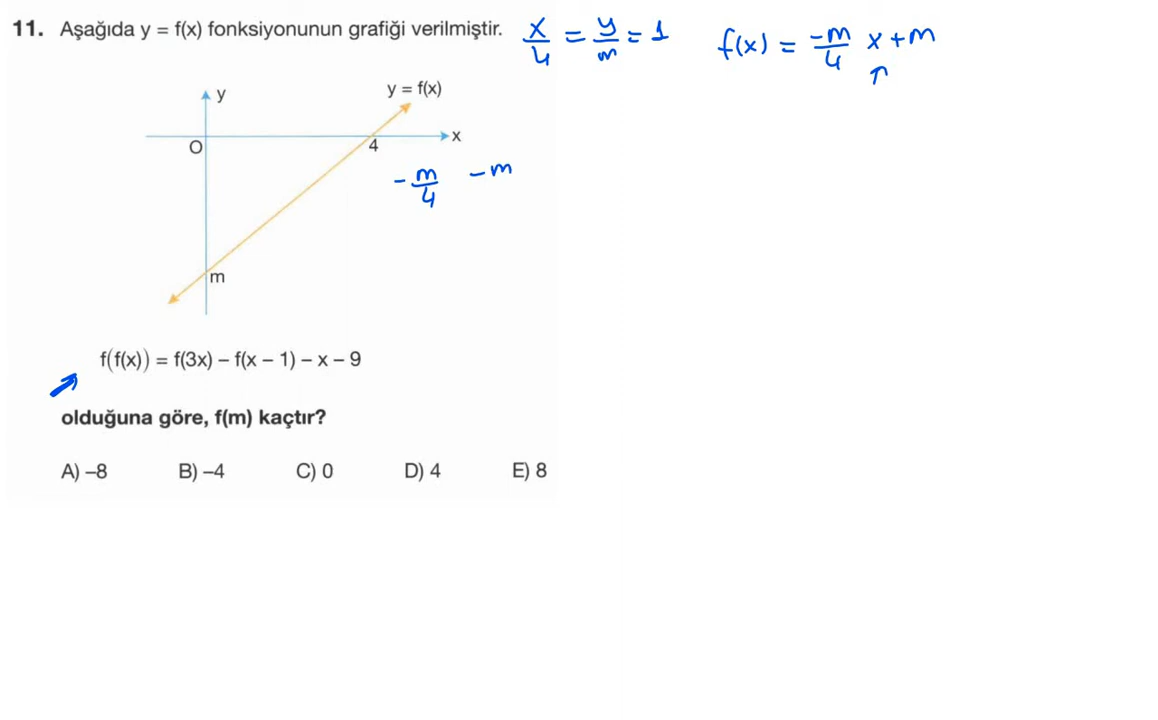 11. Aşağıda y = f(x) fonksiyonunun grafiği verilmiştir.
x/4 = y/m = 1
f(x) = -m/4 x + m
↑
y
y = f(x)
x
O
4
-m/4 -m
m
f(f(x)) = f(3x) – f(x – 1) – x – 9
olduğuna göre, f(m) kaçtır?
A) –8 B) –4 C) 0 D) 4 E) 8